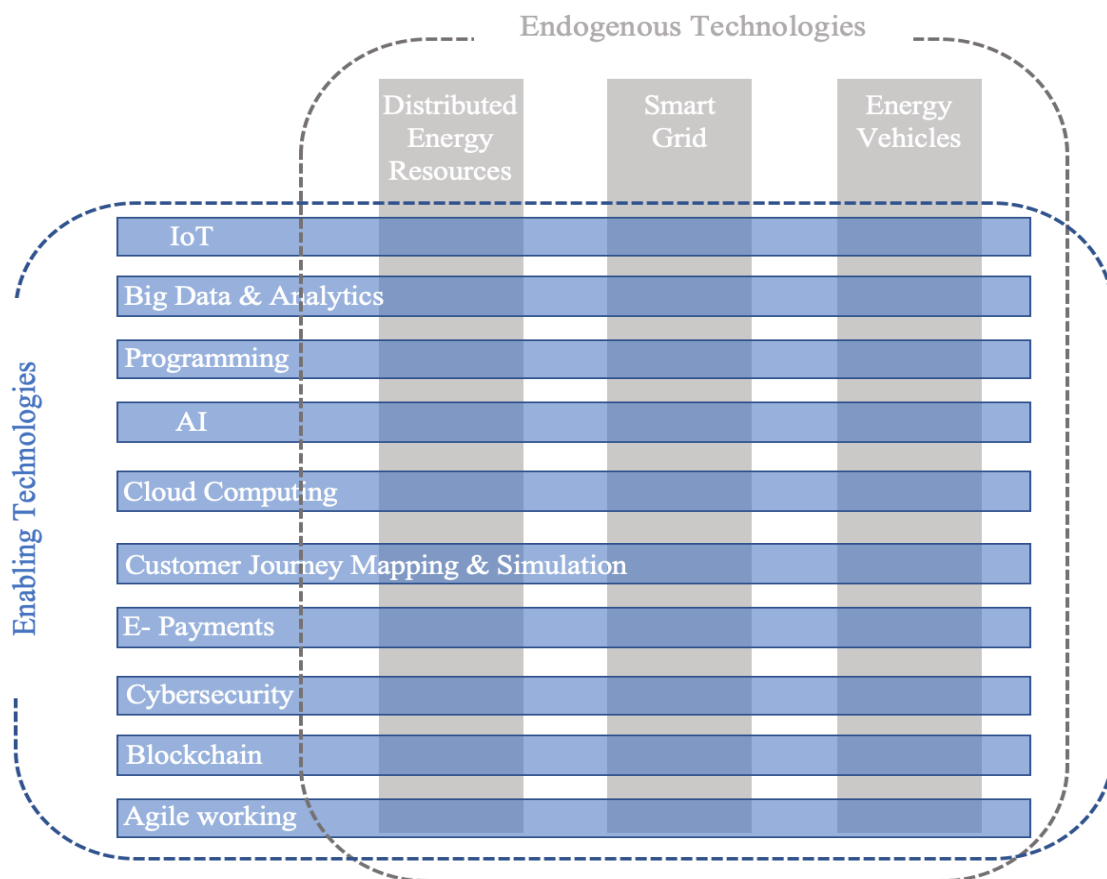 Endogenous Technologies
Distributed
Energy
Resources
Smart
Grid
Energy
Vehicles
Enabling Technologies
IoT
Big Data & Analytics
Programming
AI
Cloud Computing
Customer Journey Mapping & Simulation
E- Payments
Cybersecurity
Blockchain
Agile working